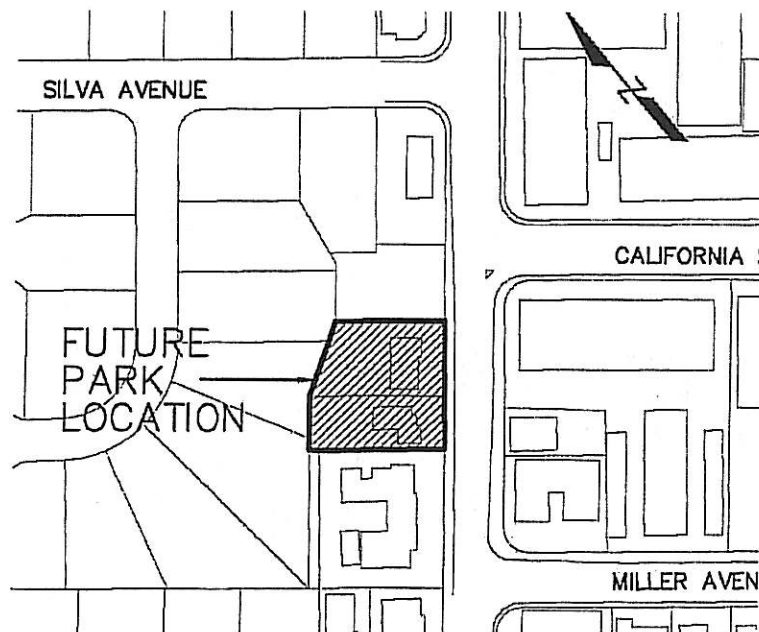 SILVA AVENUE
CALIFORNIA
FUTURE
PARK
LOCATION
MILLER AVEN